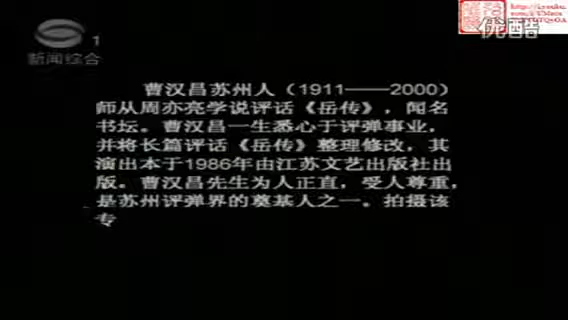 1
新闻综合
优酷
曹汉昌苏州人（1911——2000）
师从周亦亮学说评话《岳传》，闻名
书坛。曹汉昌一生悉心于评弹事业，
并将长篇评话《岳传》整理修改，其
演出本于1986年由江苏文艺出版社出
版。曹汉昌先生为人正直，受人尊重，
是苏州评弹界的奠基人之一。拍摄该
专